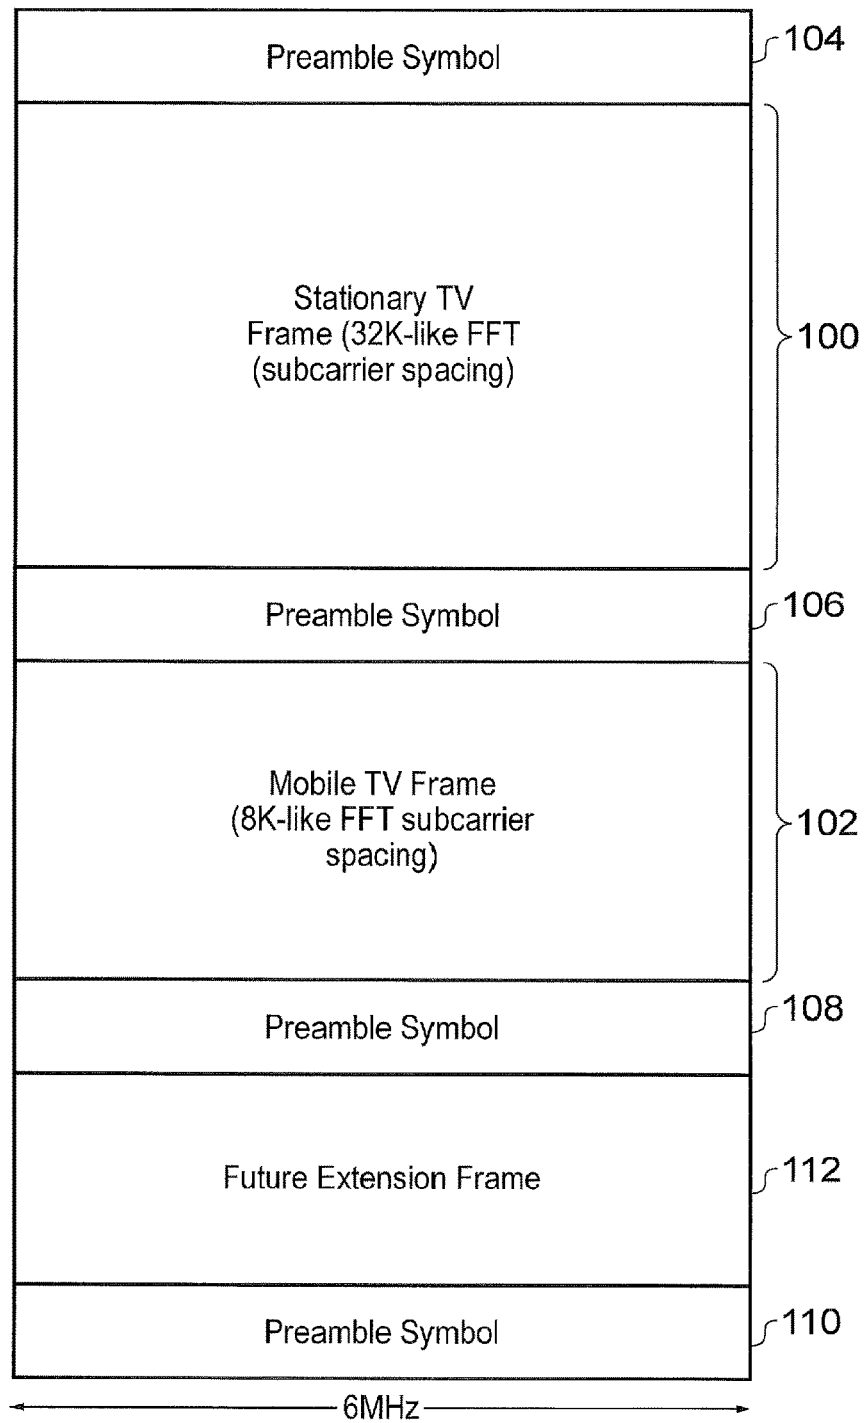 Preamble Symbol
104
Stationary TV
Frame (32K-like FFT
(subcarrier spacing)
100
Preamble Symbol
106
Mobile TV Frame
(8K-like FFT subcarrier
spacing)
102
Preamble Symbol
108
Future Extension Frame
112
Preamble Symbol
110
6MHz